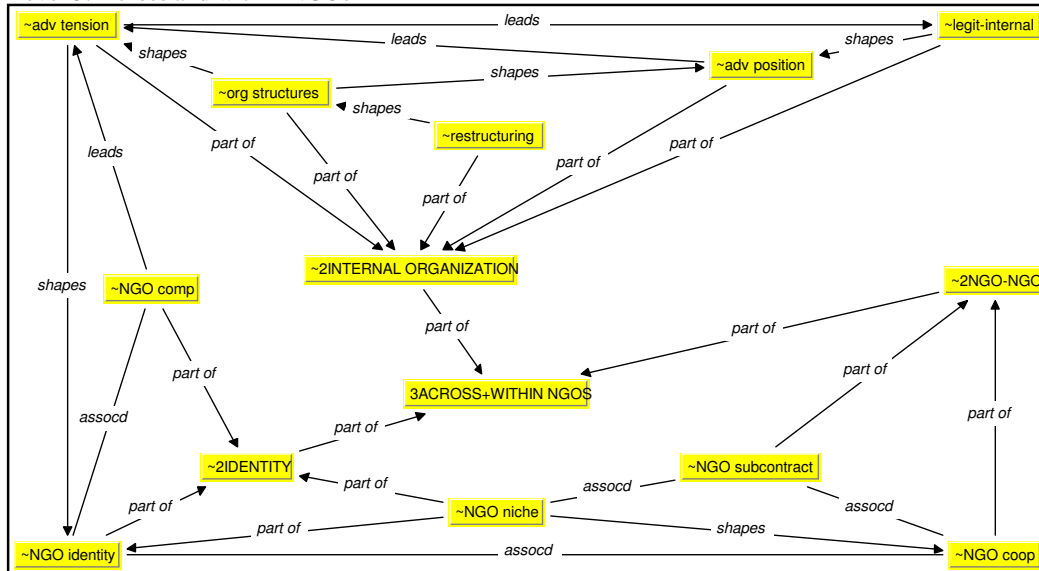 leads
~adv tension
~legit-internal
shapes
leads
shapes
~adv position
shapes
~org structures
shapes
~restructuring
leads
part of
part of
part of
part of
part of
~2INTERNAL ORGANIZATION
shapes
~NGO comp
~2NGO-NGO
part of
part of
part of
part of
3ACROSS+WITHIN NGOS
assocd
part of
part of
~2IDENTITY
~NGO subcontract
part of
part of
assocd
assocd
~NGO niche
part of
shapes
~NGO identity
assocd
~NGO coop